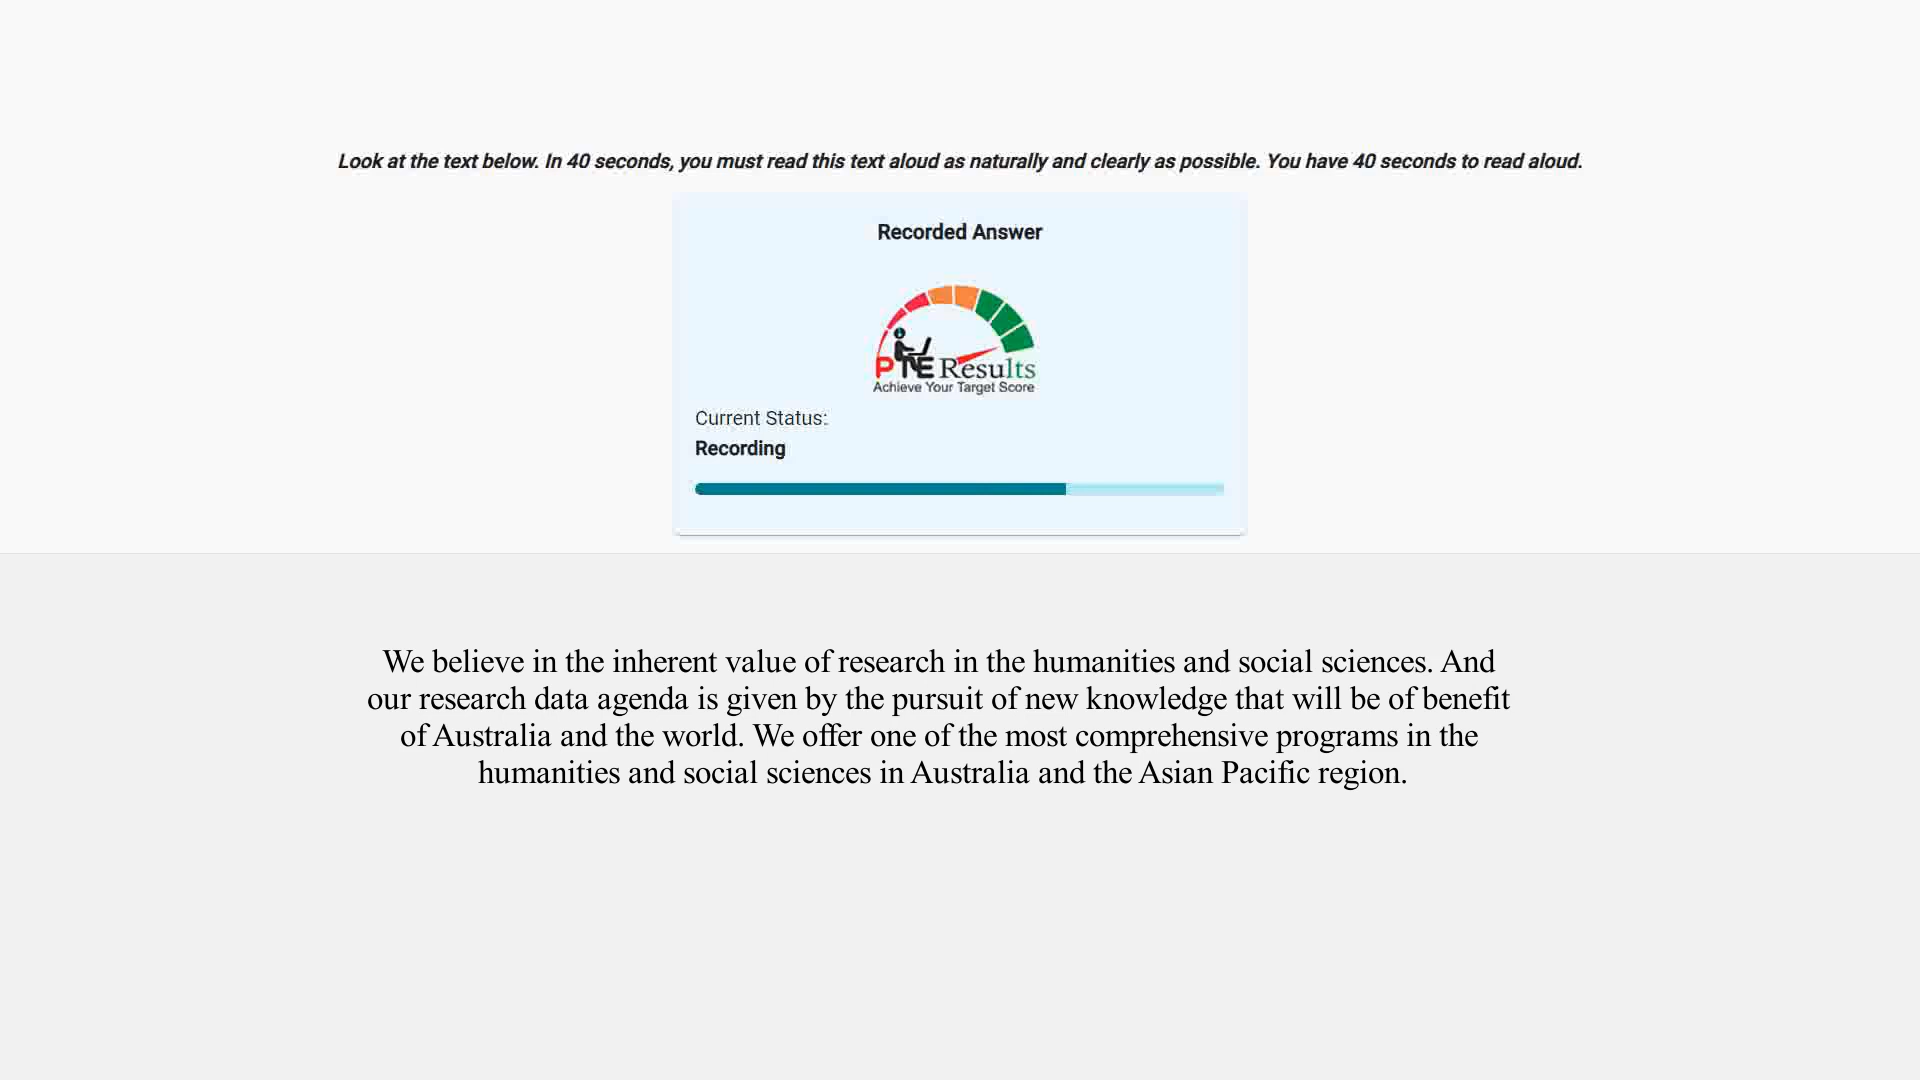 Look at the text below. In 40 seconds, you must read this text aloud as naturally and clearly as possible. You have 40 seconds to read aloud.
Recorded Answer
PTE Results
Achieve Your Target Score
Current Status:
Recording
We believe in the inherent value of research in the humanities and social sciences. And
our research data agenda is given by the pursuit of new knowledge that will be of benefit
of Australia and the world. We offer one of the most comprehensive programs in the
humanities and social sciences in Australia and the Asian Pacific region.